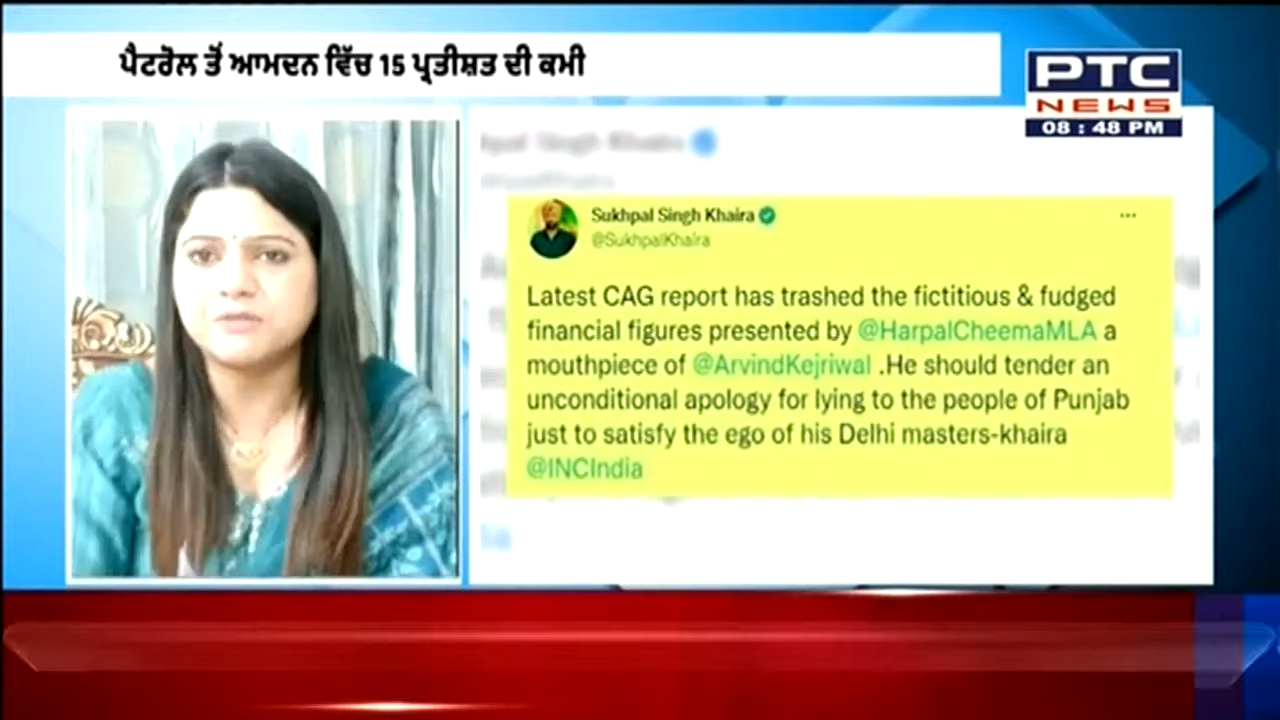 ਪੈਟਰੋਲ ਤੋਂ ਆਮਦਨ ਵਿੱਚ 15 ਪ੍ਰਤੀਸ਼ਤ ਦੀ ਕਮੀ
PTC
NEWS
08 : 48 PM
Sukhpal Singh Khaira
@SukhpalKhaira
Latest CAG report has trashed the fictitious & fudged
financial figures presented by @HarpalCheemaMLA a
mouthpiece of @ArvindKejriwal .He should tender an
unconditional apology for lying to the people of Punjab
just to satisfy the ego of his Delhi masters-khaira
@INCIndia